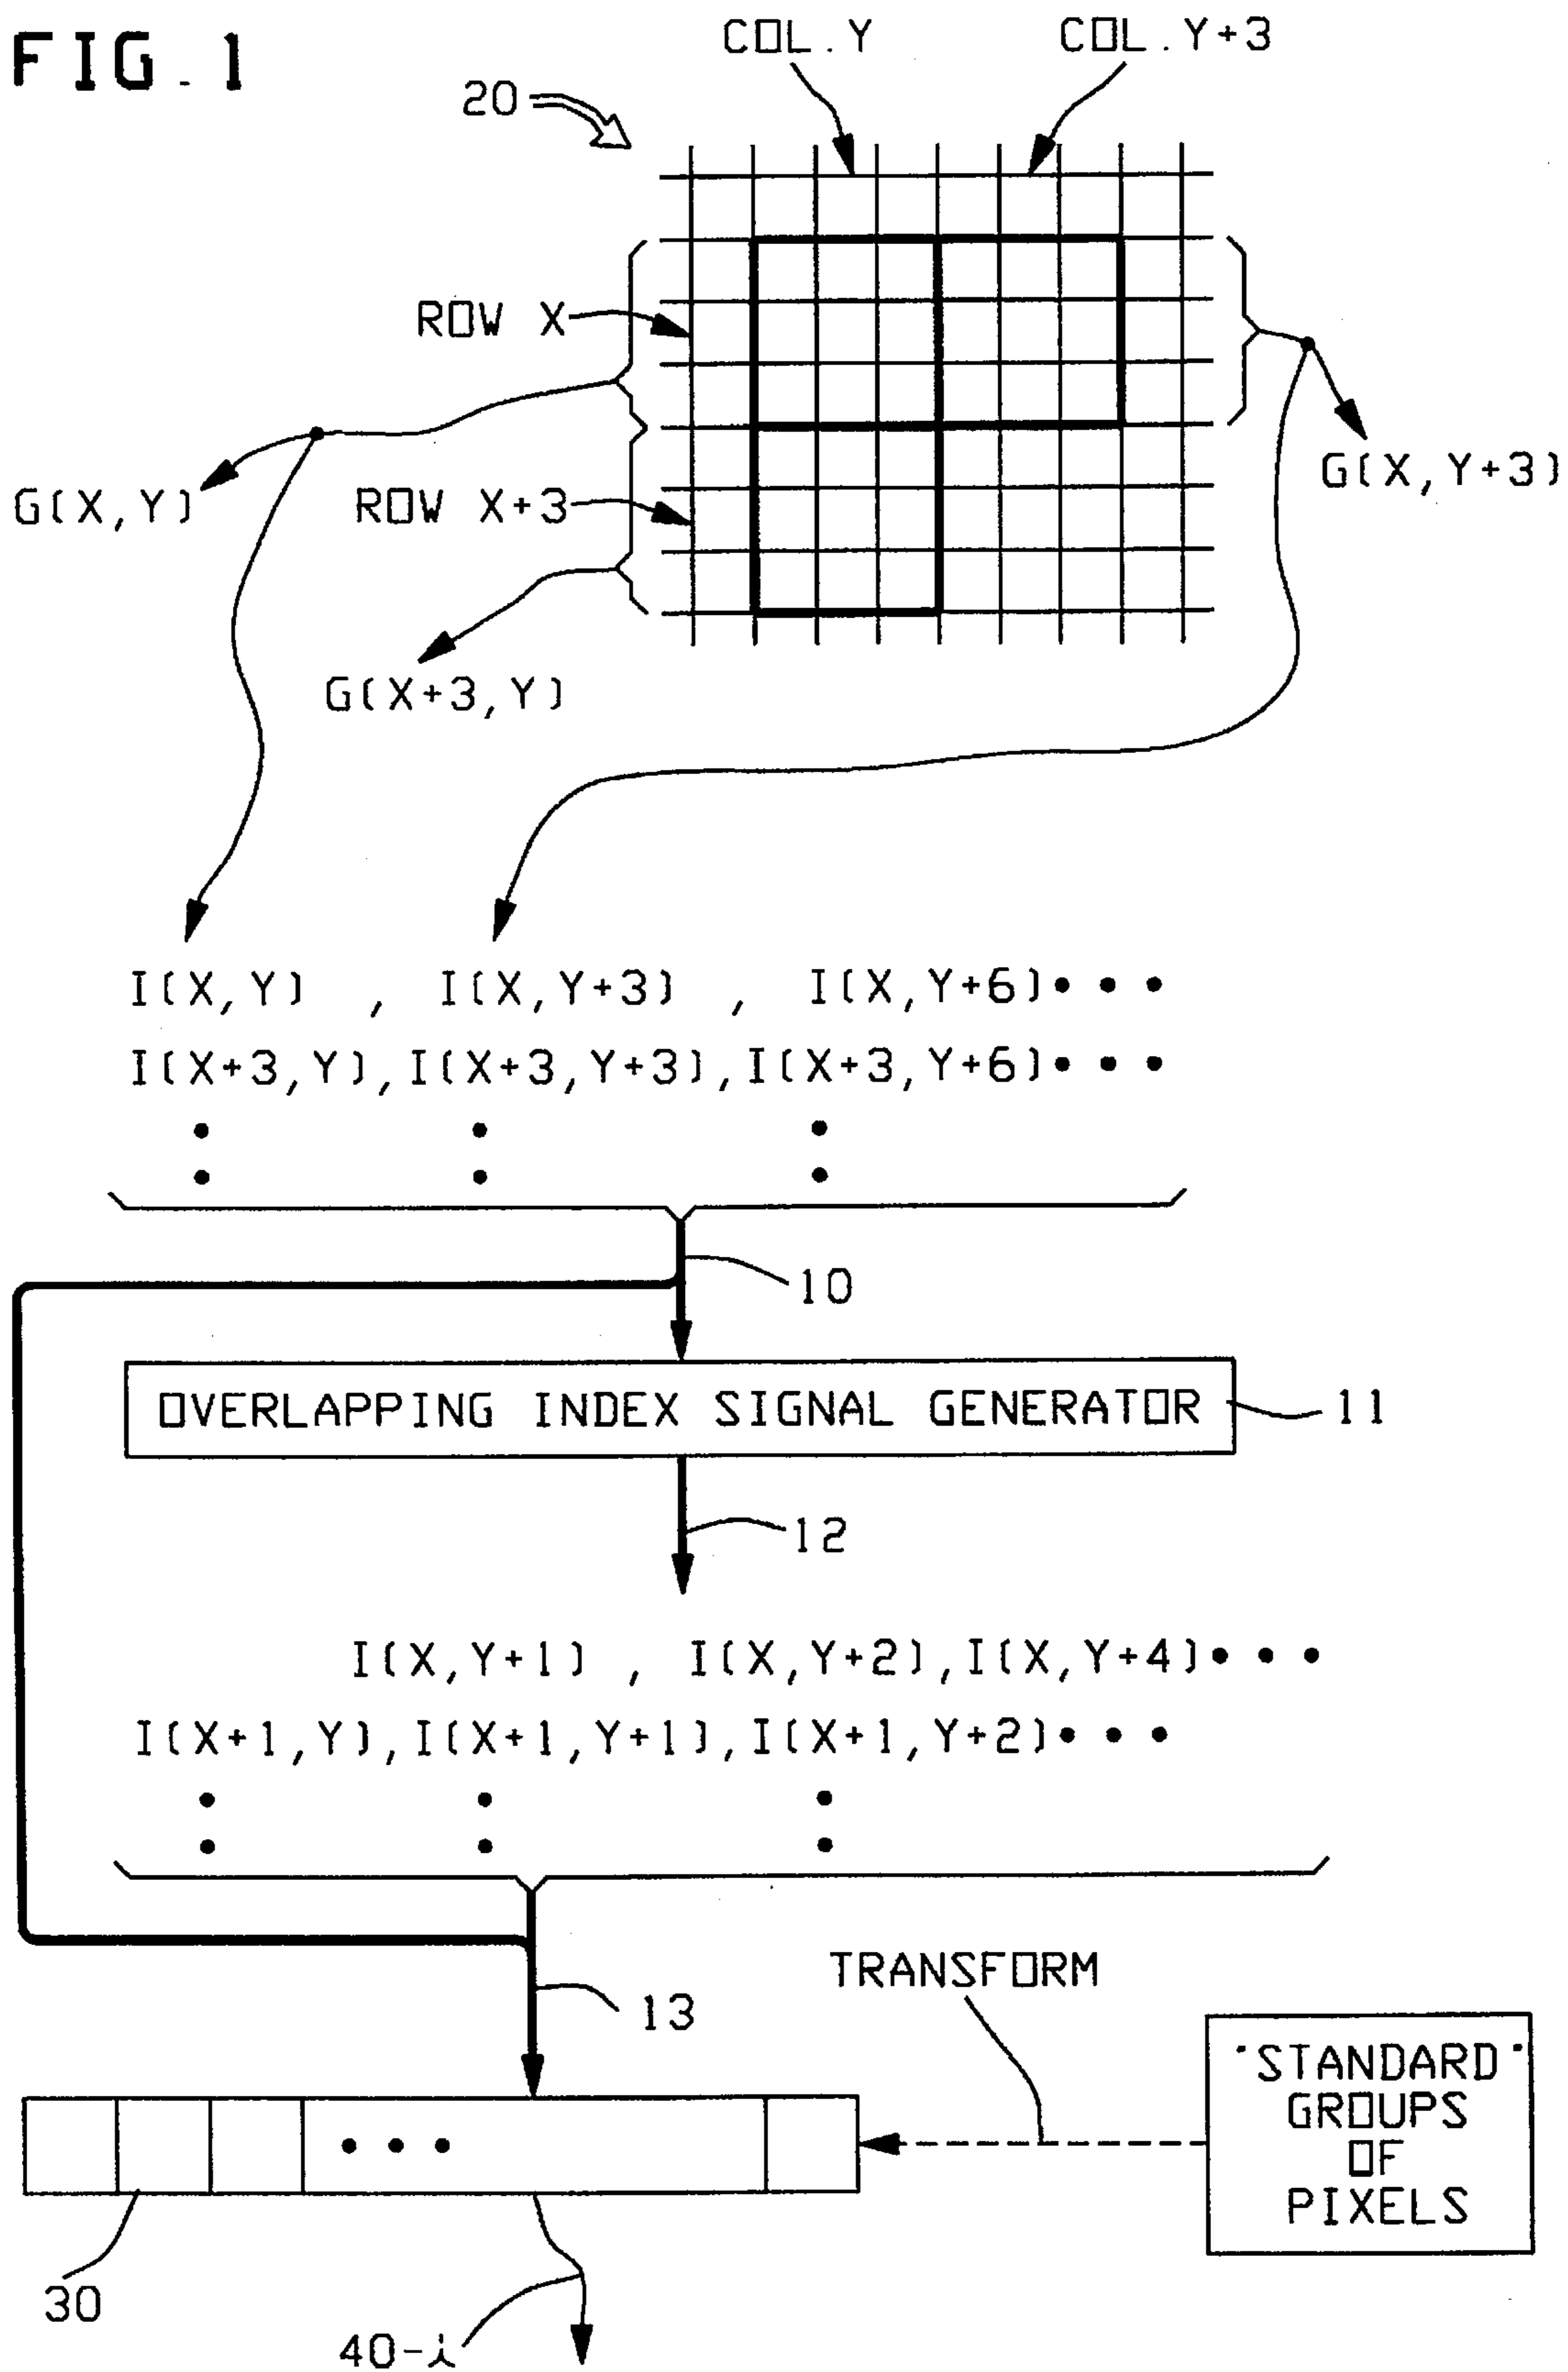 FIG. 1
COL. Y
COL. Y+3
20
ROW X
G(X,Y)
ROW X+3
G(X,Y+3)
G(X+3,Y)
I(X,Y) , I(X,Y+3) , I(X,Y+6)•••
I(X+3,Y),I(X+3,Y+3),I(X+3,Y+6)•••
10
OVERLAPPING INDEX SIGNAL GENERATOR
11
12
I(X,Y+1) , I(X,Y+2),I(X,Y+4)•••
I(X+1,Y),I(X+1,Y+1),I(X+1,Y+2)•••
13
TRANSFORM
"STANDARD"
GROUPS
OF
PIXELS
•••
30
40-i